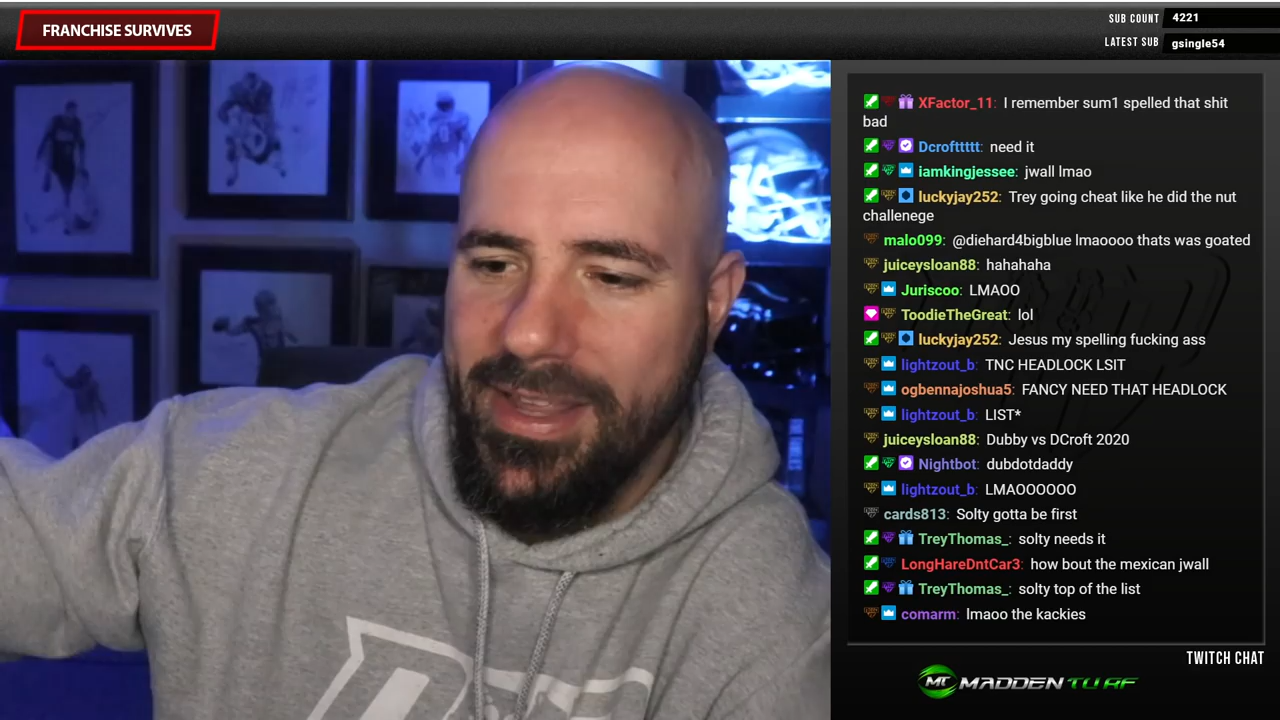 FRANCHISE SURVIVES
SUB COUNT 4221
LATEST SUB gsingle54
XFactor_11: I remember sum1 spelled that shit
bad
Dcrofttttt: need it
iamkingjessee: jwall lmao
luckyjay252: Trey going cheat like he did the nut
challenege
malo099: @diehard4bigblue lmaoooo thats was goated
juiceysloan88: hahahaha
Juriscoo: LMAOO
ToodieTheGreat: lol
luckyjay252: Jesus my spelling fucking ass
lightzout_b: TNC HEADLOCK LSIT
ogbennajoshua5: FANCY NEED THAT HEADLOCK
lightzout_b: LIST*
juiceysloan88: Dubby vs DCroft 2020
Nightbot: dubdotdaddy
lightzout_b: LMAOOOOOO
cards813: Solty gotta be first
TreyThomas_: solty needs it
LongHareDntCar3: how bout the mexican jwall
TreyThomas_: solty top of the list
comarm: lmaoo the kackies
TWITCH CHAT
MT MADDEN TURF